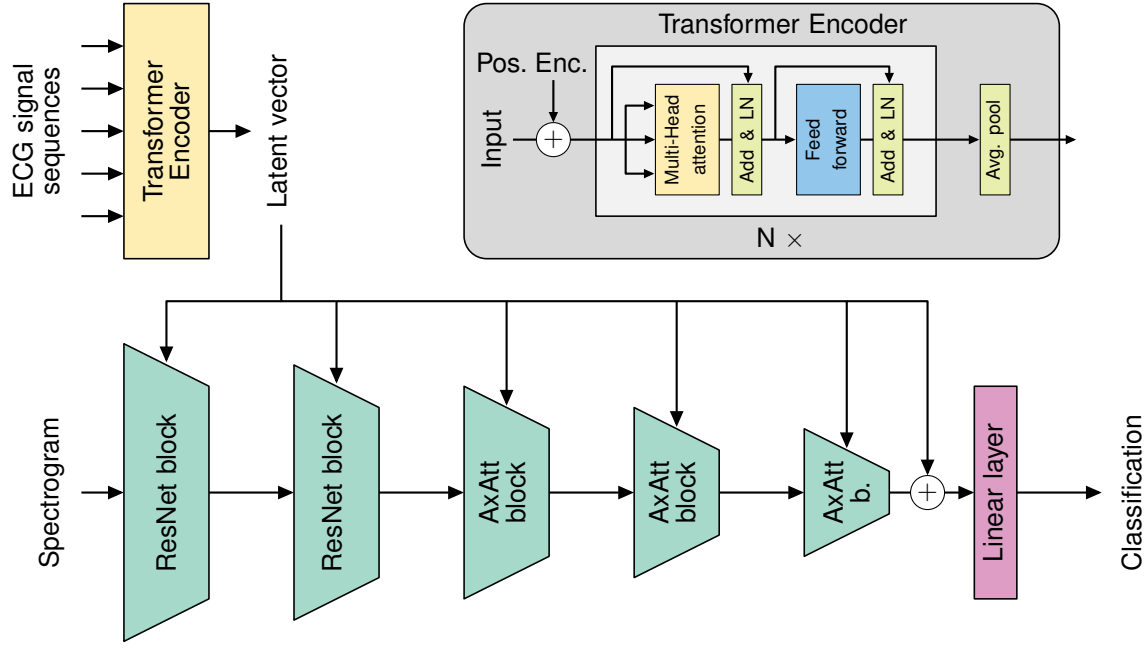 ECG signal
sequences
Transformer
Encoder
Latent vector
Transformer Encoder
Pos. Enc.
Input
+
Multi-Head
attention
Add & LN
Feed
forward
Add & LN
Avg. pool
N ×
Spectrogram
ResNet block
ResNet block
AxAtt
block
AxAtt
block
AxAtt
b.
+
Linear layer
Classification